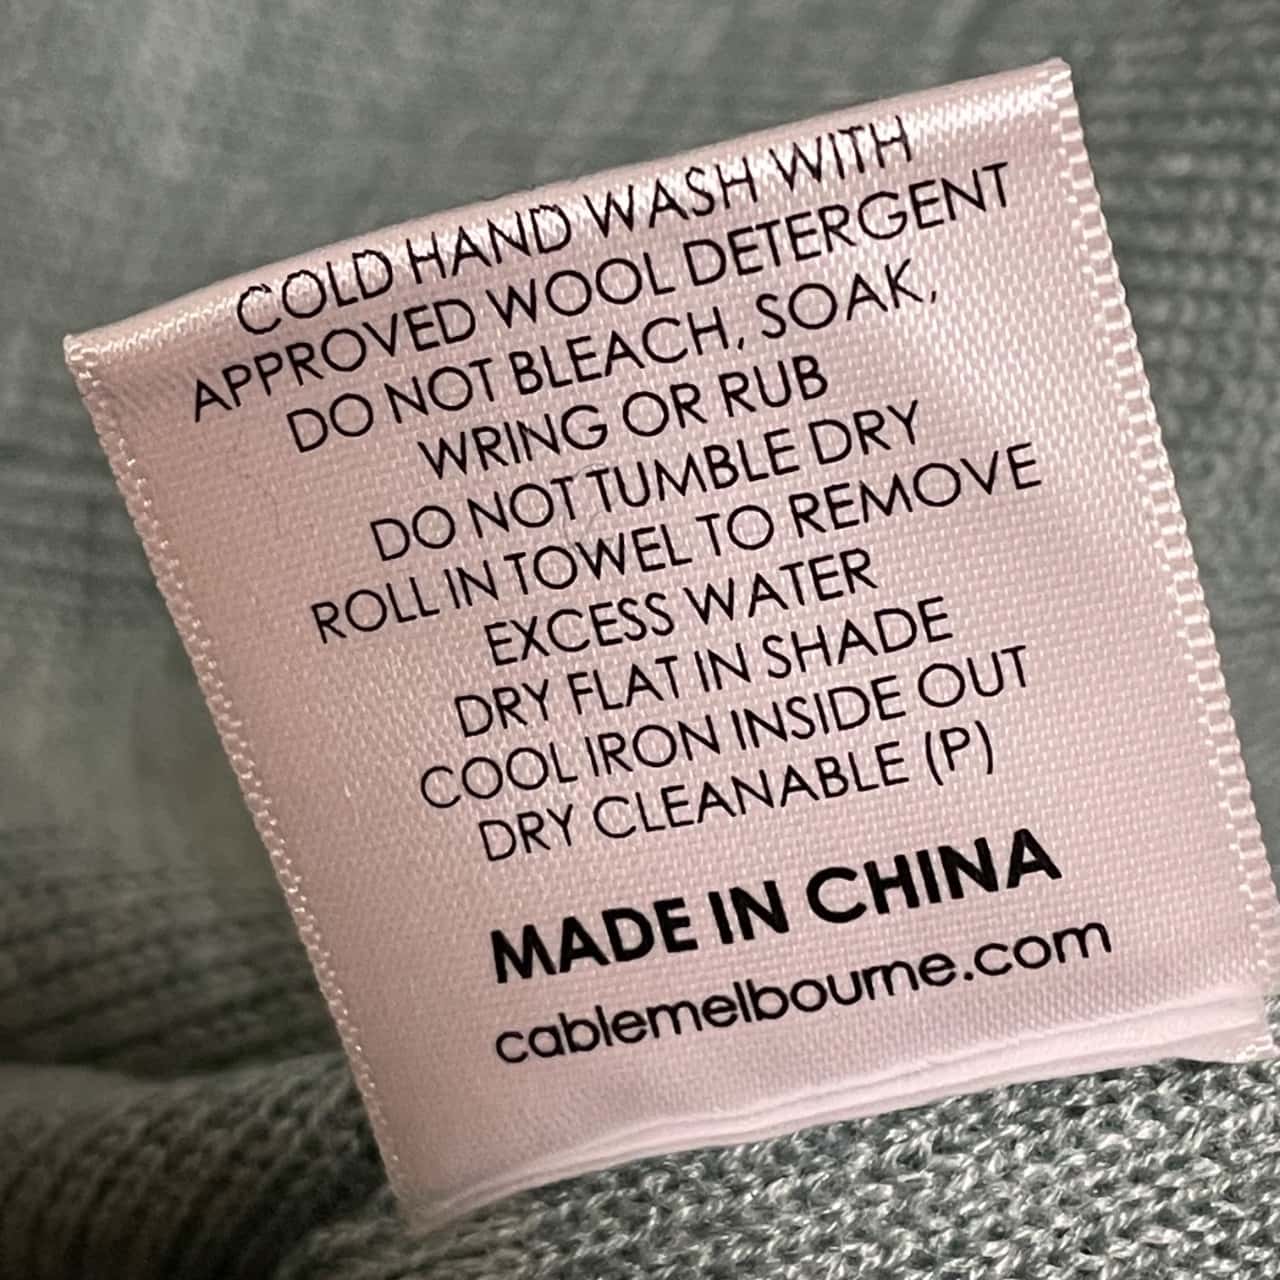 COLD HAND WASH WITH
APPROVED WOOL DETERGENT
DO NOT BLEACH, SOAK,
WRING OR RUB
DO NOT TUMBLE DRY
ROLL IN TOWEL TO REMOVE
EXCESS WATER
DRY FLAT IN SHADE
COOL IRON INSIDE OUT
DRY CLEANABLE (P)
MADE IN CHINA
cablemelbourne.com